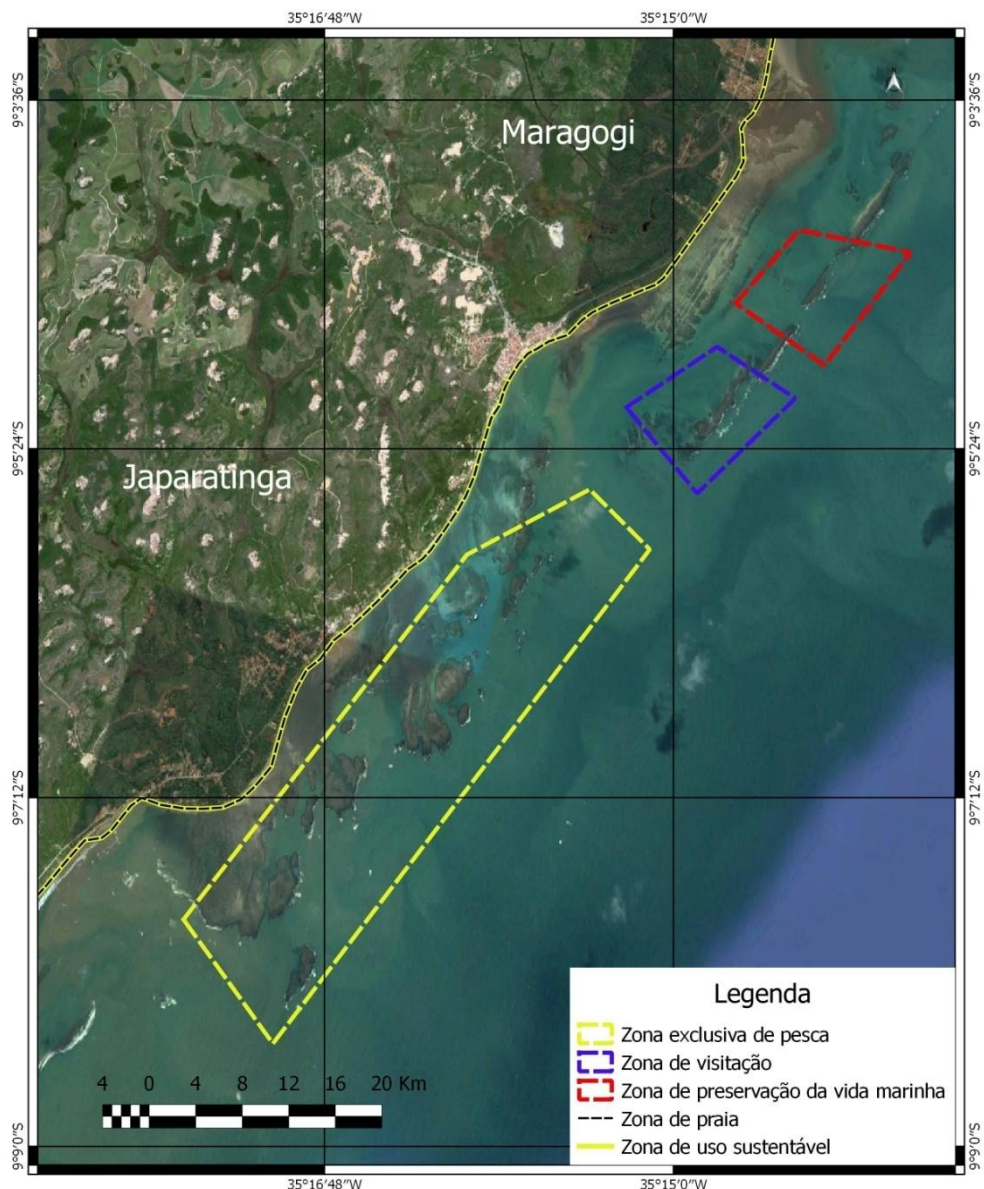 35°16′48″W 35°15′0″W
9°3′36″S 9°3′36″S
Maragogi
9°5′24″S 9°5′24″S
Japaratinga
9°7′12″S 9°7′12″S
Legenda
Zona exclusiva de pesca
Zona de visitação
Zona de preservação da vida marinha
Zona de praia
Zona de uso sustentável
4 0 4 8 12 16 20 Km
9°9′0″S 9°9′0″S
35°16′48″W 35°15′0″W